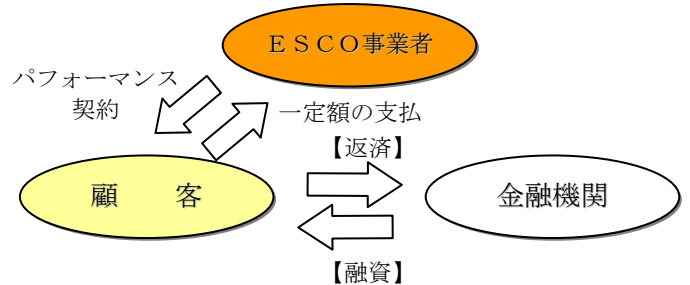 ＥＳＣＯ事業者
パフォーマンス
契約
一定額の支払
【返済】
顧　　客
金融機関
【融資】